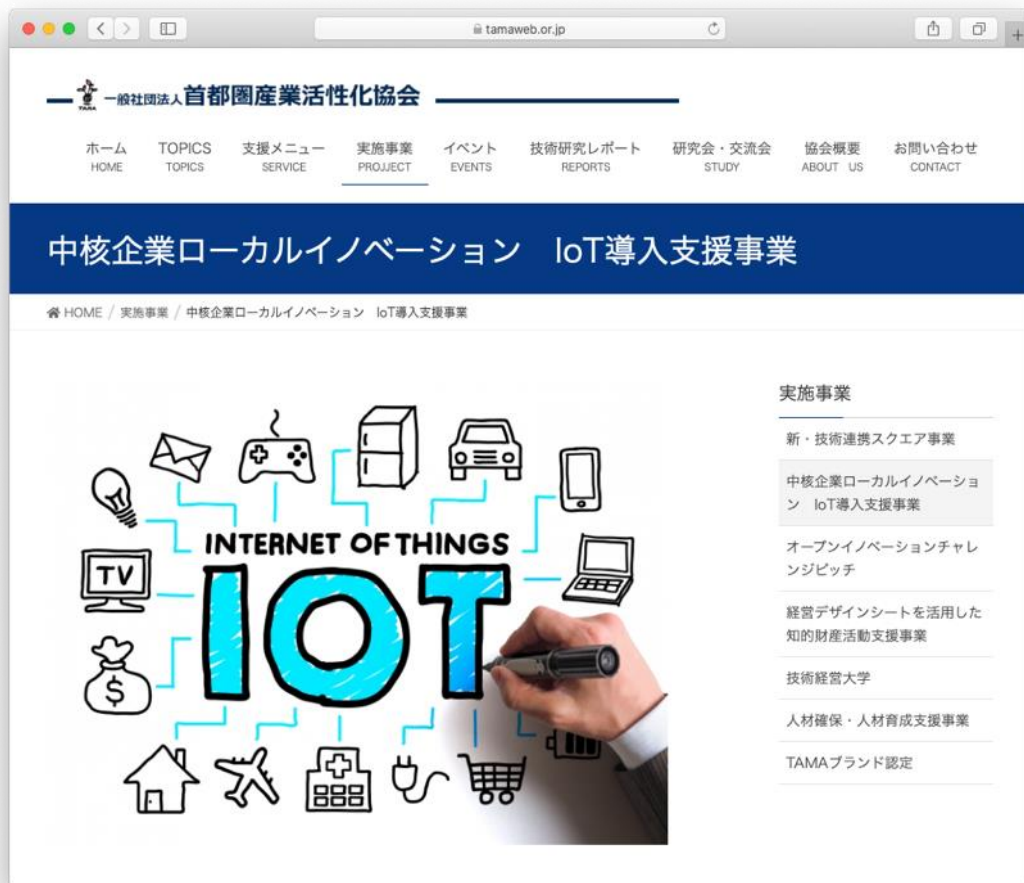 tamaweb.or.jp
TAMA
一般社団法人首都圏産業活性化協会
ホーム
HOME
TOPICS
TOPICS
支援メニュー
SERVICE
実施事業
PROJJECT
イベント
EVENTS
技術研究レポート
REPORTS
研究会・交流会
STUDY
協会概要
ABOUT US
お問い合わせ
CONTACT
中核企業ローカルイノベーション　IoT導入支援事業
HOME / 実施事業 / 中核企業ローカルイノベーション　IoT導入支援事業
INTERNET OF THINGS
IOT
TV
$
実施事業
新・技術連携スクエア事業
中核企業ローカルイノベーショ
ン　IoT導入支援事業
オープンイノベーションチャレ
ンジピッチ
経営デザインシートを活用した
知的財産活動支援事業
技術経営大学
人材確保・人材育成支援事業
TAMAブランド認定